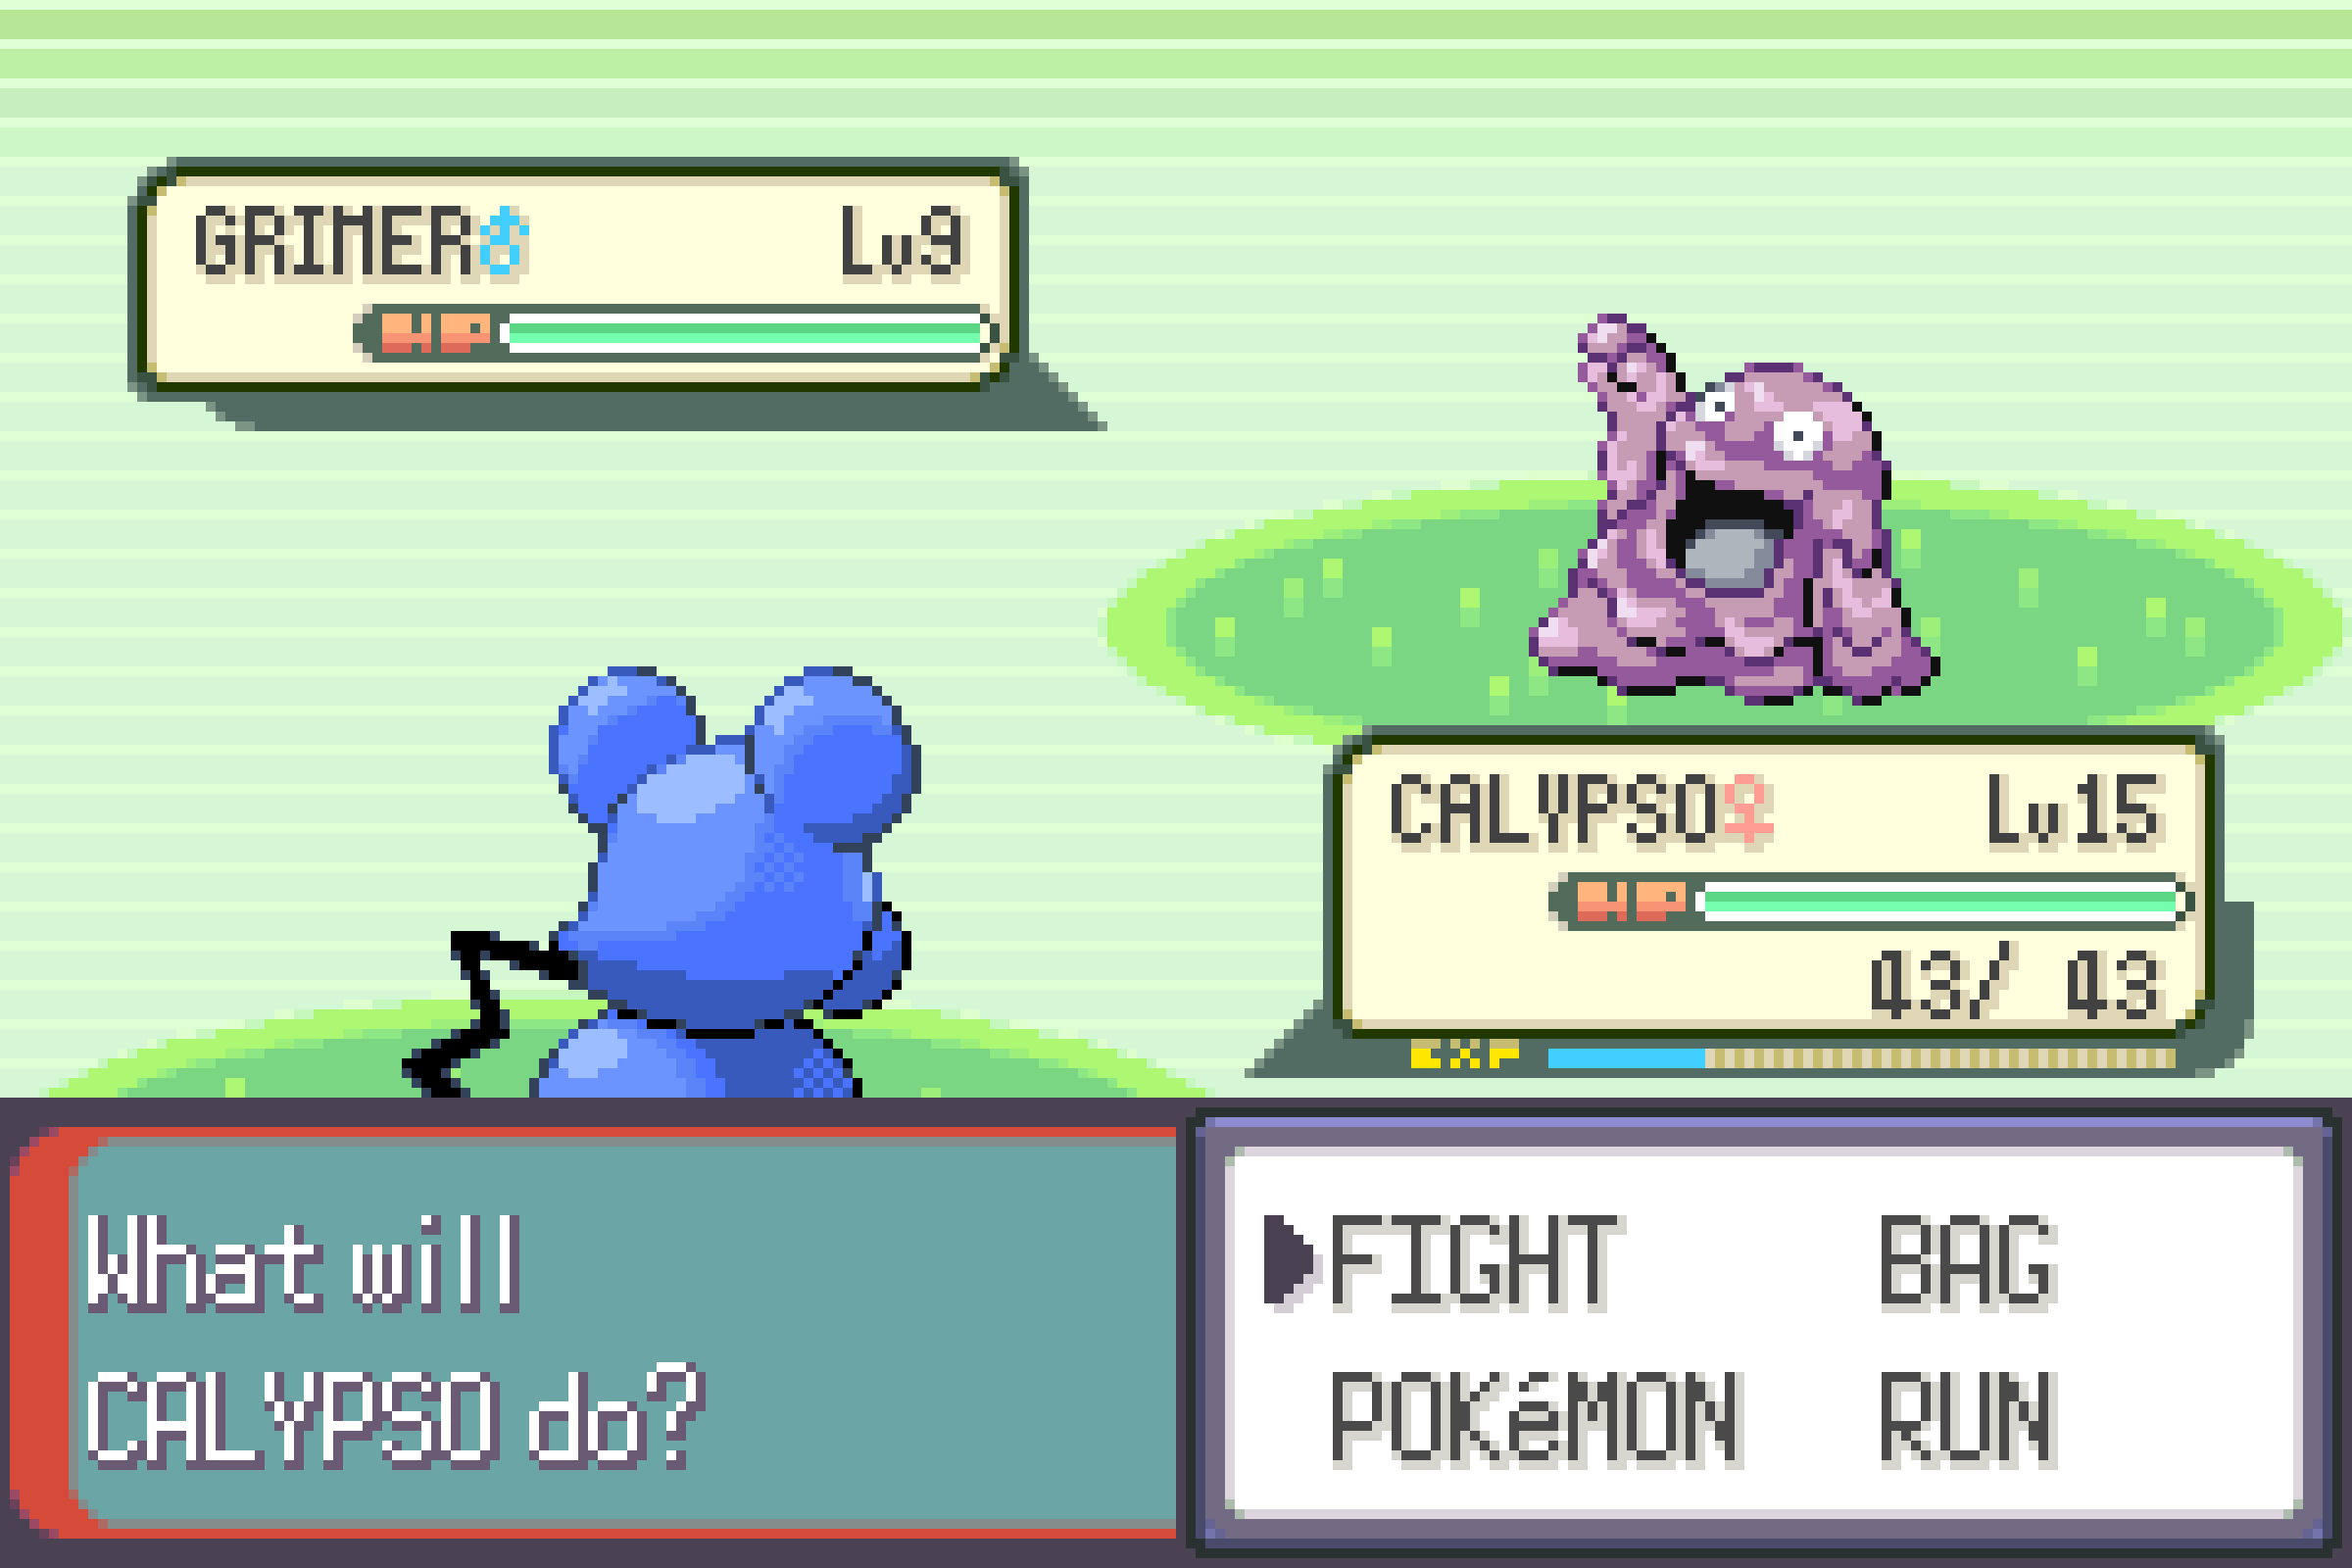 GRIMER♂ Lv9
HP
CALYPSO♀ Lv15
HP
43/ 43
EXP
What will
CALYPSO do?
FIGHT BAG
POKéMON RUN